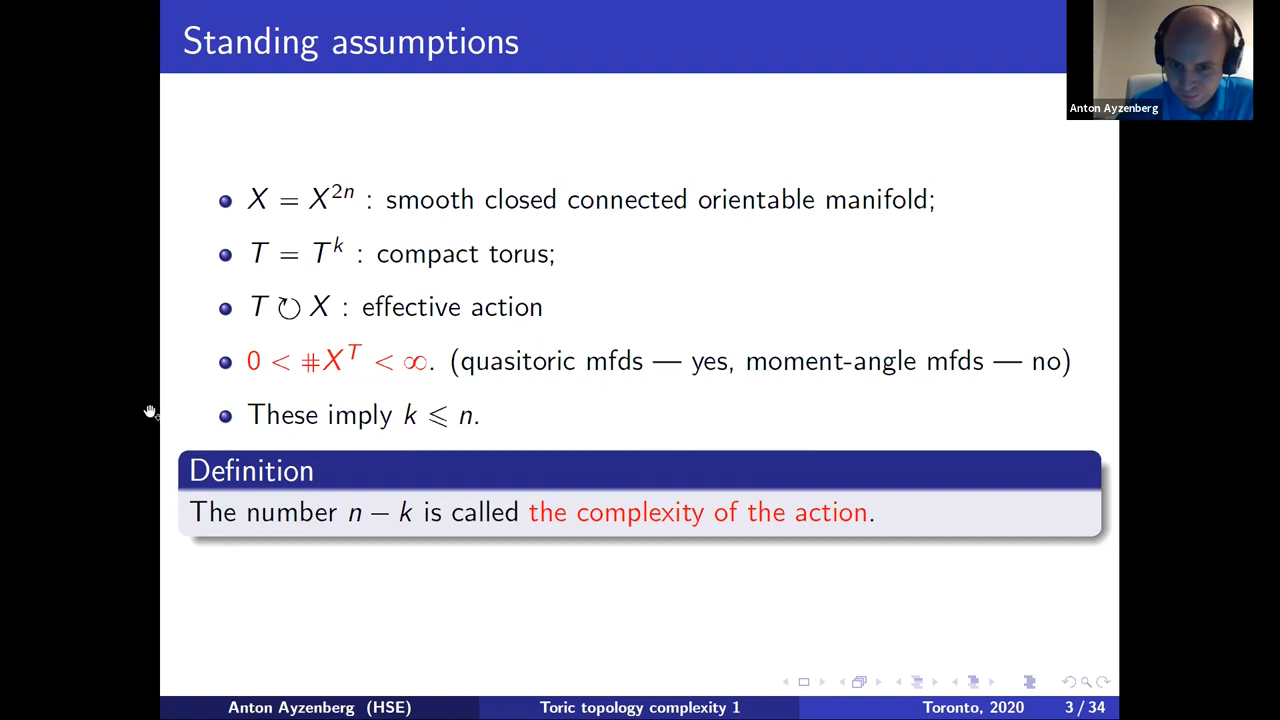 Standing assumptions
Anton Ayzenberg
X = X^{2n} : smooth closed connected orientable manifold;
T = T^k : compact torus;
T ↻ X : effective action
0 < #X^T < ∞. (quasitoric mfds — yes, moment-angle mfds — no)
These imply k ⩽ n.
Definition
The number n − k is called the complexity of the action.
Anton Ayzenberg (HSE) Toric topology complexity 1 Toronto, 2020 3 / 34